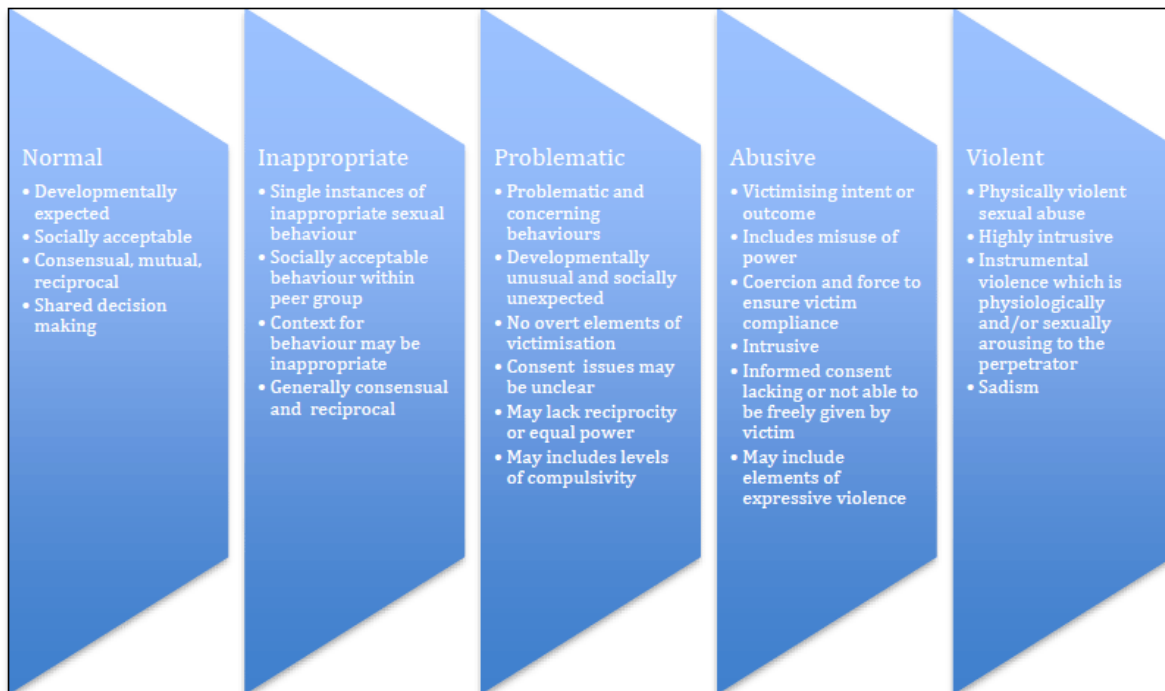 Normal
• Developmentally
expected
• Socially acceptable
• Consensual, mutual,
reciprocal
• Shared decision
making
Inappropriate
• Single instances of
inappropriate sexual
behaviour
• Socially acceptable
behaviour within
peer group
• Context for
behaviour may be
inappropriate
• Generally consensual
and reciprocal
Problematic
• Problematic and
concerning
behaviours
• Developmentally
unusual and socially
unexpected
• No overt elements of
victimisation
• Consent issues may
be unclear
• May lack reciprocity
or equal power
• May includes levels
of compulsivity
Abusive
• Victimising intent or
outcome
• Includes misuse of
power
• Coercion and force to
ensure victim
compliance
• Intrusive
• Informed consent
lacking or not able to
be freely given by
victim
• May include
elements of
expressive violence
Violent
• Physically violent
sexual abuse
• Highly intrusive
• Instrumental
violence which is
physiologically
and/or sexually
arousing to the
perpetrator
• Sadism